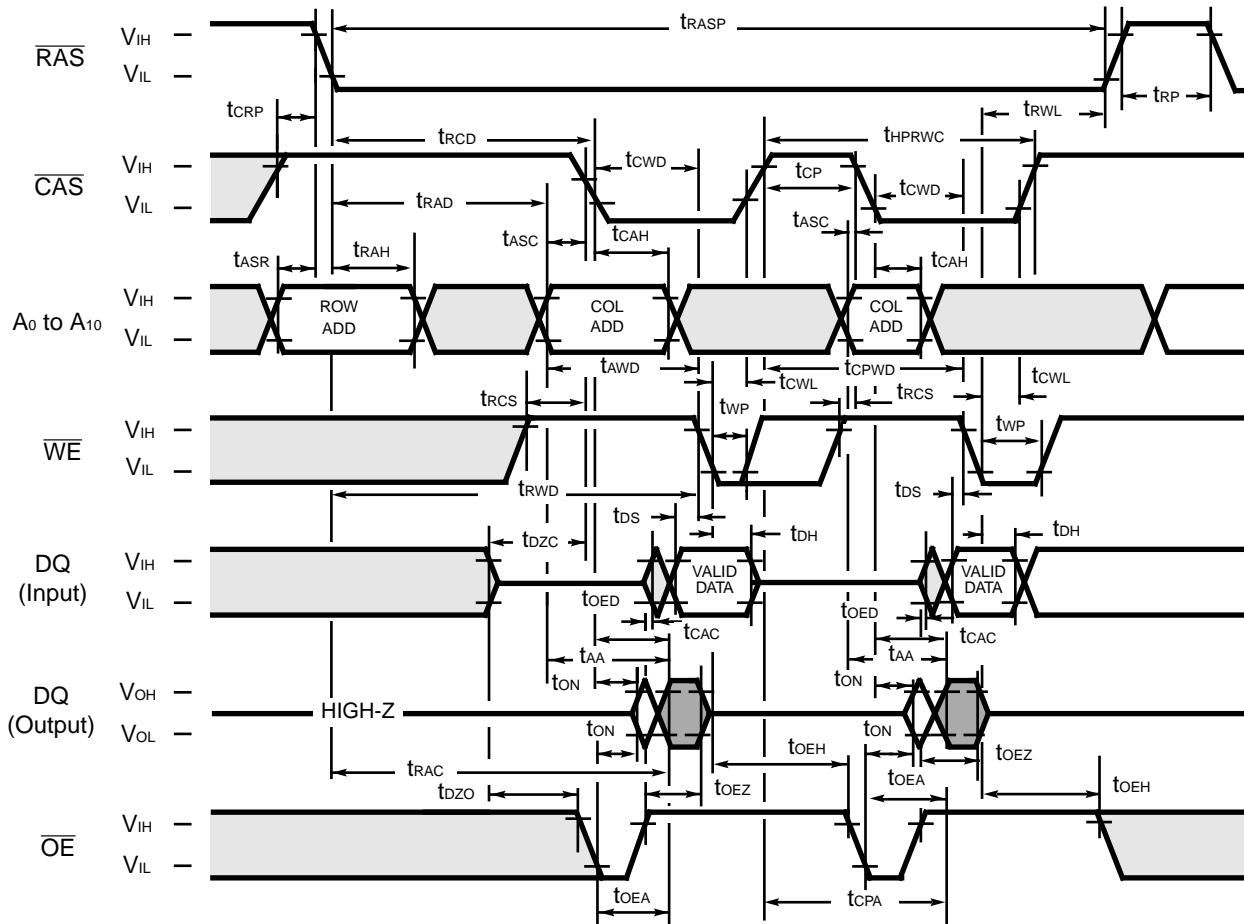 tRASP
RAS
VIH
VIL
tCRP
tRWL
tRP
tRCD
tHPRWC
CAS
VIH
VIL
tCWD
tCP
tCWD
tRAD
tASC
tCAH
tASC
tCAH
tASR
tRAH
A0 to A10
VIH
VIL
ROW ADD
COL ADD
COL ADD
tAWD
tCWL
tCPWD
tCWL
tRCS
tWP
tRCS
tWP
WE
VIH
VIL
tRWD
tDS
tDS
tDZC
tDH
tDH
DQ (Input)
VIH
VIL
VALID DATA
VALID DATA
tOED
tCAC
tOED
tCAC
tAA
tAA
tON
tON
DQ (Output)
VOH
VOL
HIGH-Z
tON
tON
tRAC
tOEZ
tOEH
tOEA
tOEZ
tOEH
tDZO
OE
VIH
VIL
tOEA
tCPA